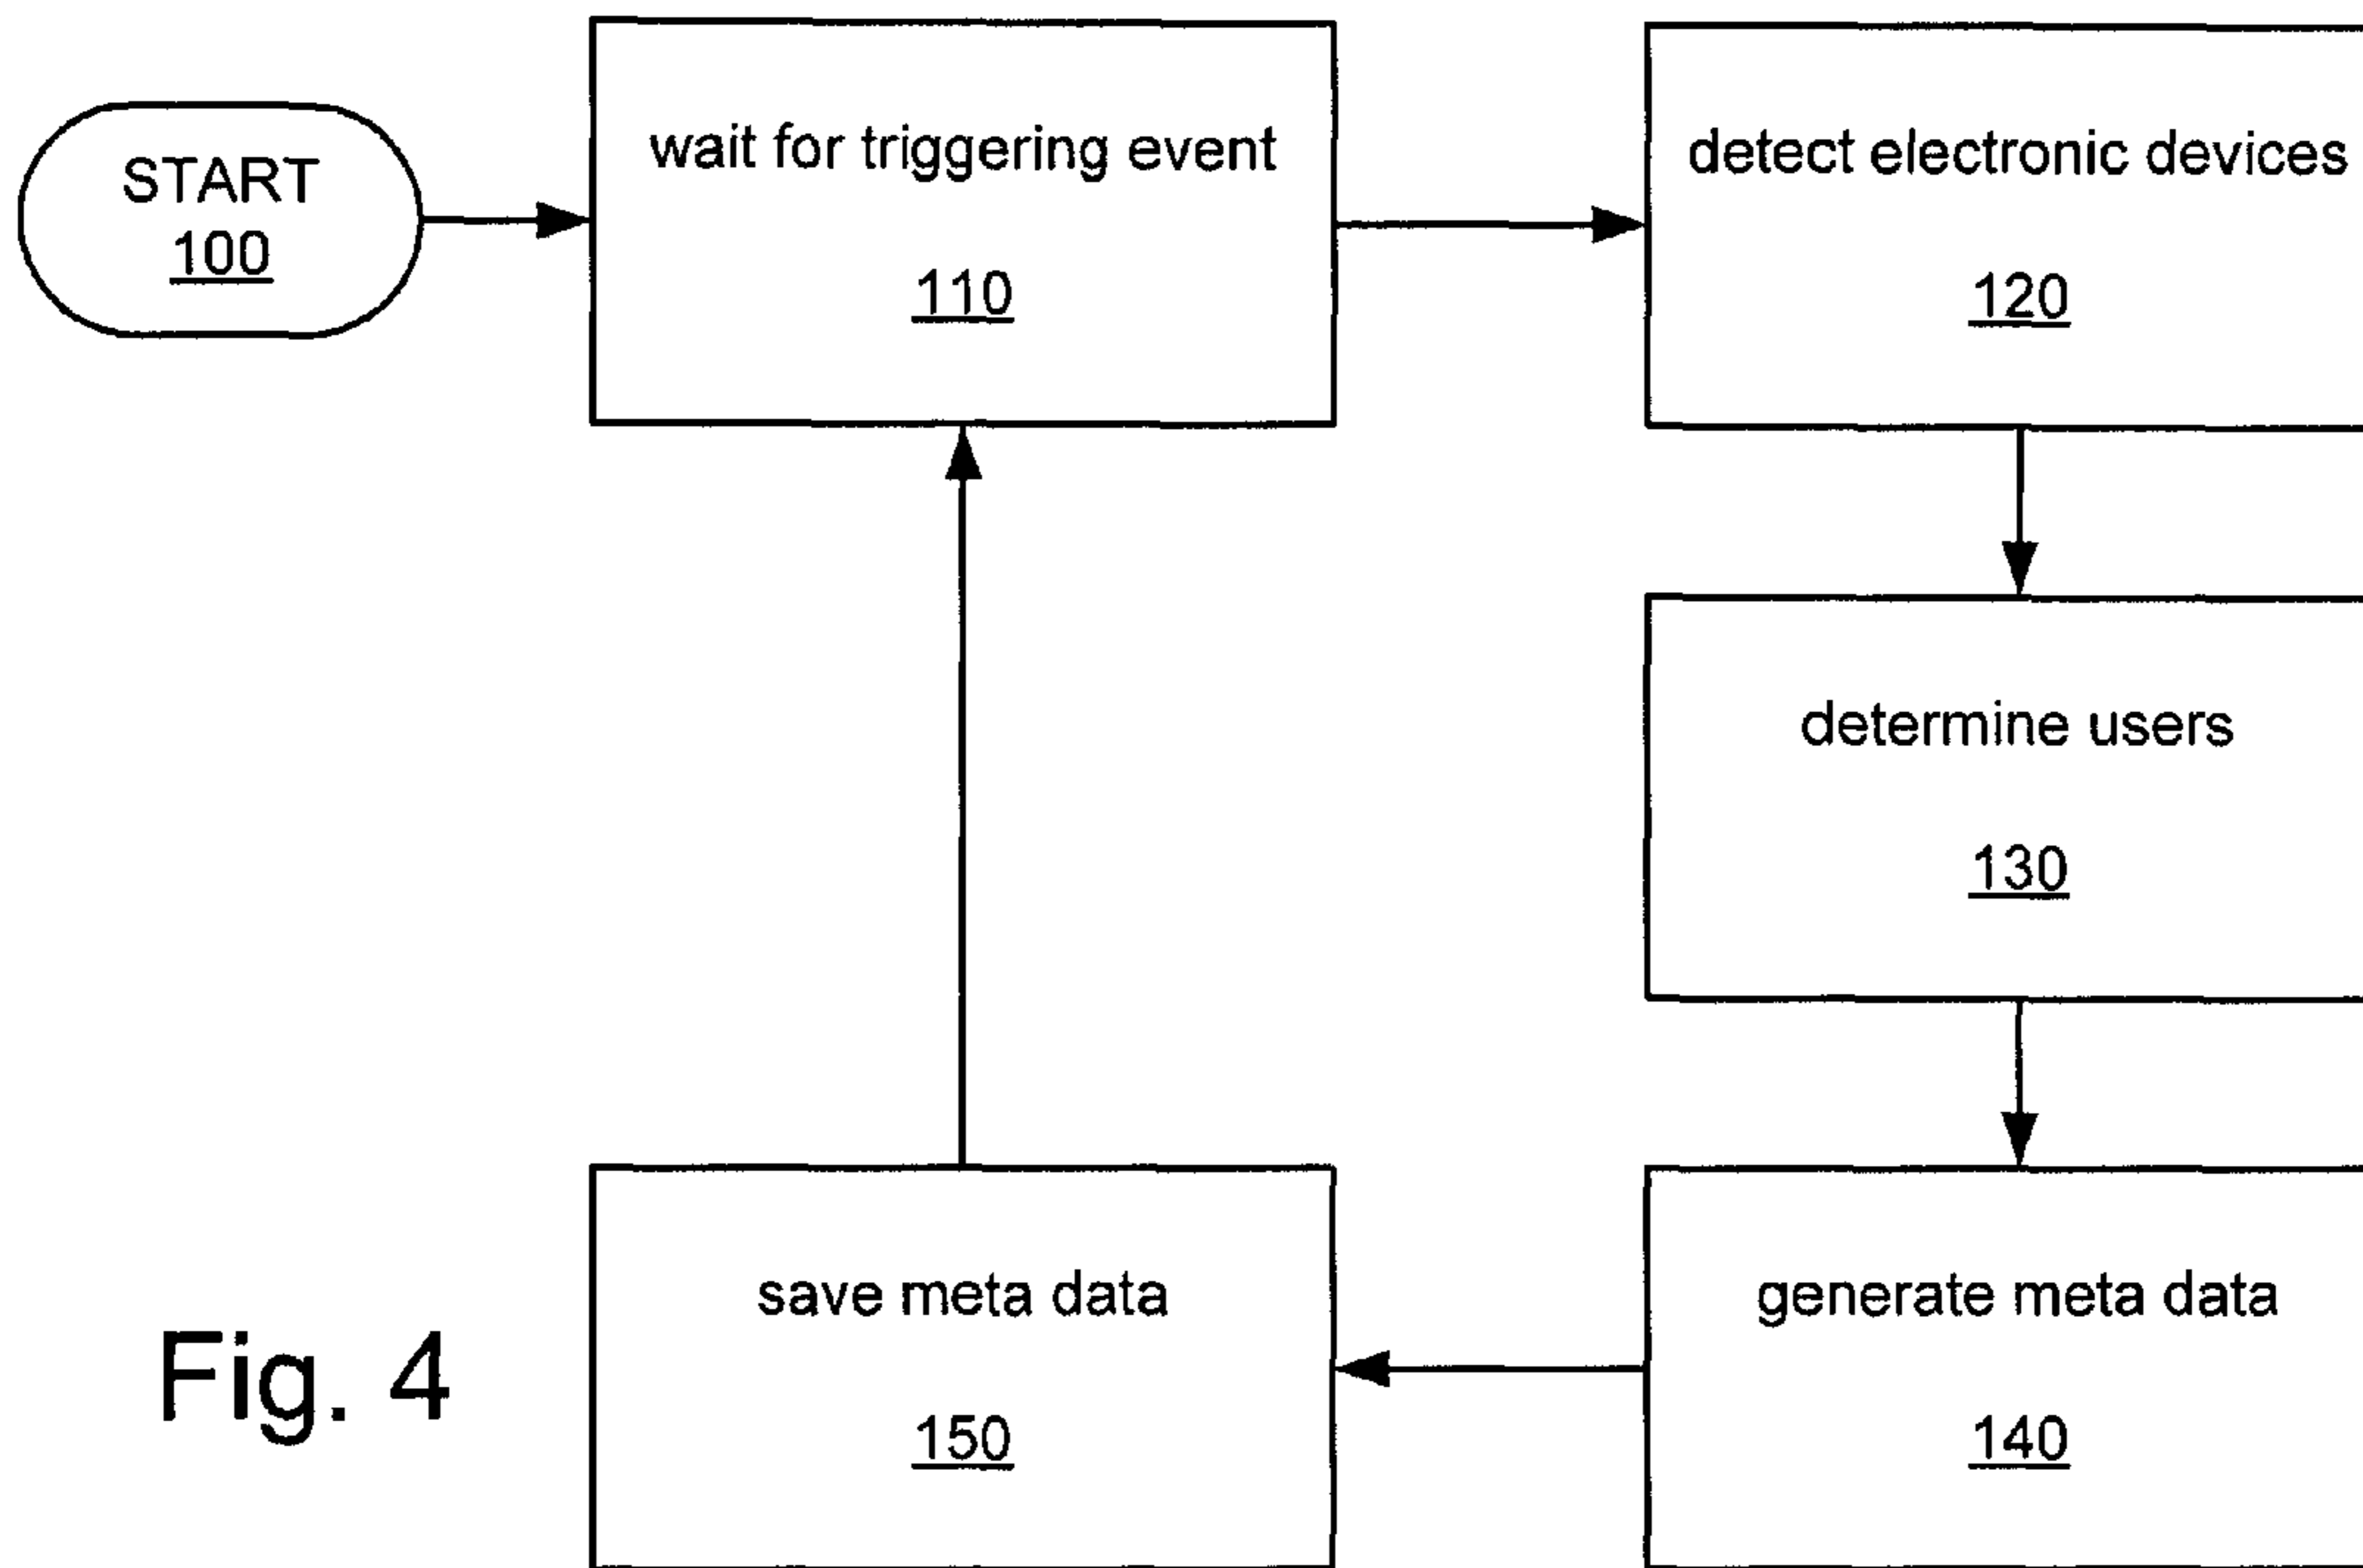 START
100
wait for triggering event
110
detect electronic devices
120
determine users
130
generate meta data
140
save meta data
150
Fig. 4